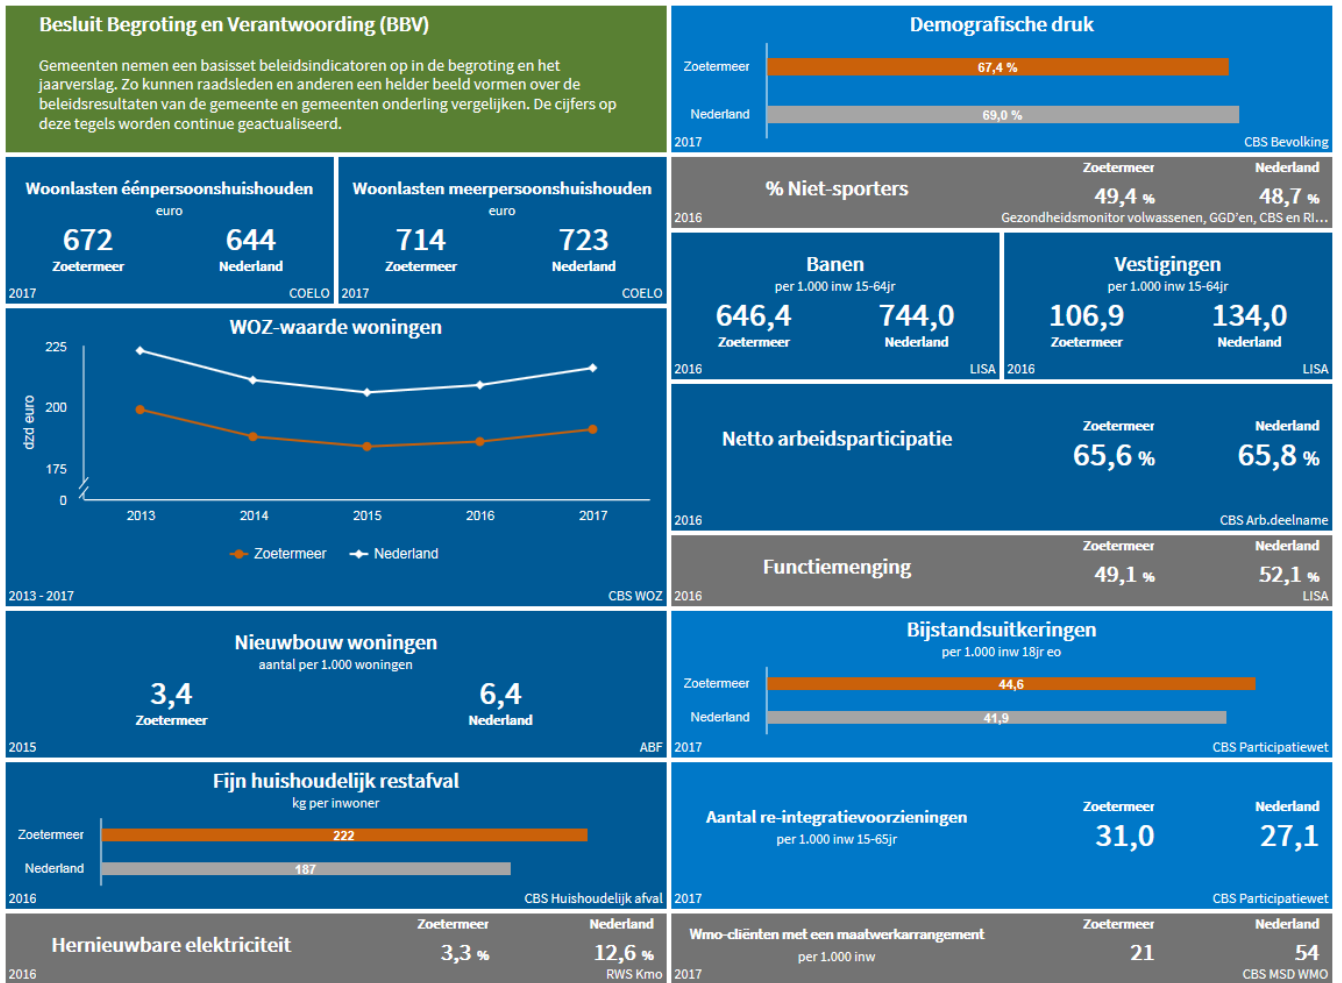 Besluit Begroting en Verantwoording (BBV)
Gemeenten nemen een basisset beleidsindicatoren op in de begroting en het
jaarverslag. Zo kunnen raadsleden en anderen een helder beeld vormen over de
beleidsresultaten van de gemeente en gemeenten onderling vergelijken. De cijfers op
deze tegels worden continue geactualiseerd.
Demografische druk
Zoetermeer 67,4 %
Nederland 69,0 %
2017 CBS Bevolking
Woonlasten éénpersoonshuishouden
euro
672 644
Zoetermeer Nederland
2017 COELO
Woonlasten meerpersoonshuishouden
euro
714 723
Zoetermeer Nederland
2017 COELO
% Niet-sporters
Zoetermeer Nederland
49,4 % 48,7 %
2016 Gezondheidsmonitor volwassenen, GGD'en, CBS en RI...
Banen
per 1.000 inw 15-64jr
646,4 744,0
Zoetermeer Nederland
2016 LISA
Vestigingen
per 1.000 inw 15-64jr
106,9 134,0
Zoetermeer Nederland
2016 LISA
WOZ-waarde woningen
225
200
175
0
dzd euro
2013 2014 2015 2016 2017
Zoetermeer Nederland
2013 - 2017 CBS WOZ
Netto arbeidsparticipatie
Zoetermeer Nederland
65,6 % 65,8 %
2016 CBS Arb.deelname
Functiemenging
Zoetermeer Nederland
49,1 % 52,1 %
2016 LISA
Nieuwbouw woningen
aantal per 1.000 woningen
3,4 6,4
Zoetermeer Nederland
2015 ABF
Bijstandsuitkeringen
per 1.000 inw 18jr eo
Zoetermeer 44,6
Nederland 41,9
2017 CBS Participatiewet
Fijn huishoudelijk restafval
kg per inwoner
Zoetermeer 222
Nederland 187
2016 CBS Huishoudelijk afval
Aantal re-integratievoorzieningen
per 1.000 inw 15-65jr
Zoetermeer Nederland
31,0 27,1
2017 CBS Participatiewet
Hernieuwbare elektriciteit
Zoetermeer Nederland
3,3 % 12,6 %
2016 RWS Kmo
Wmo-cliënten met een maatwerkarrangement
per 1.000 inw
Zoetermeer Nederland
21 54
2017 CBS MSD WMO